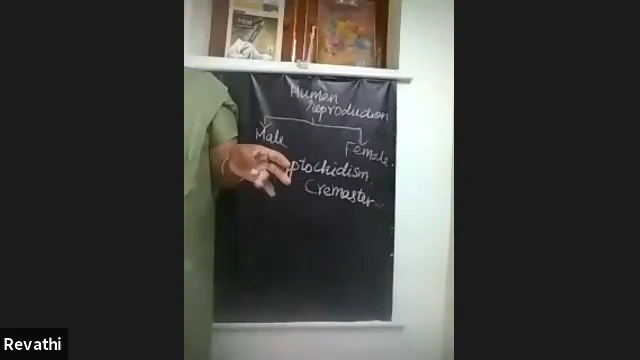 Human
Reproduction
Male
Female.
ptochidism.
Cremaster
Revathi